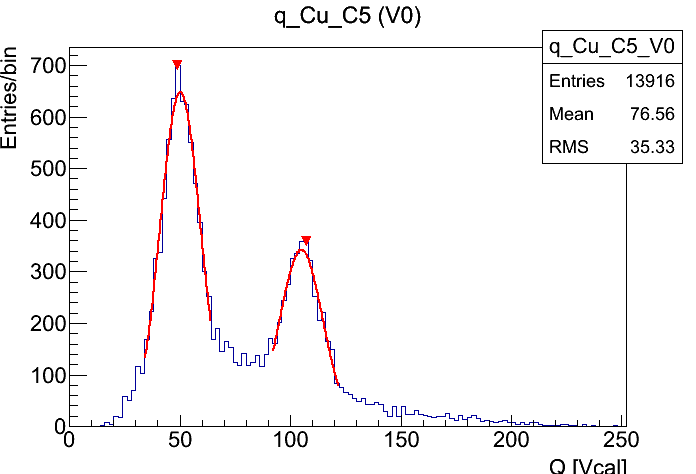 q_Cu_C5 (V0)
q_Cu_C5_V0
Entries 13916
Mean 76.56
RMS 35.33
Entries/bin
700
600
500
400
300
200
100
0
0 50 100 150 200 250
Q [Vcal]